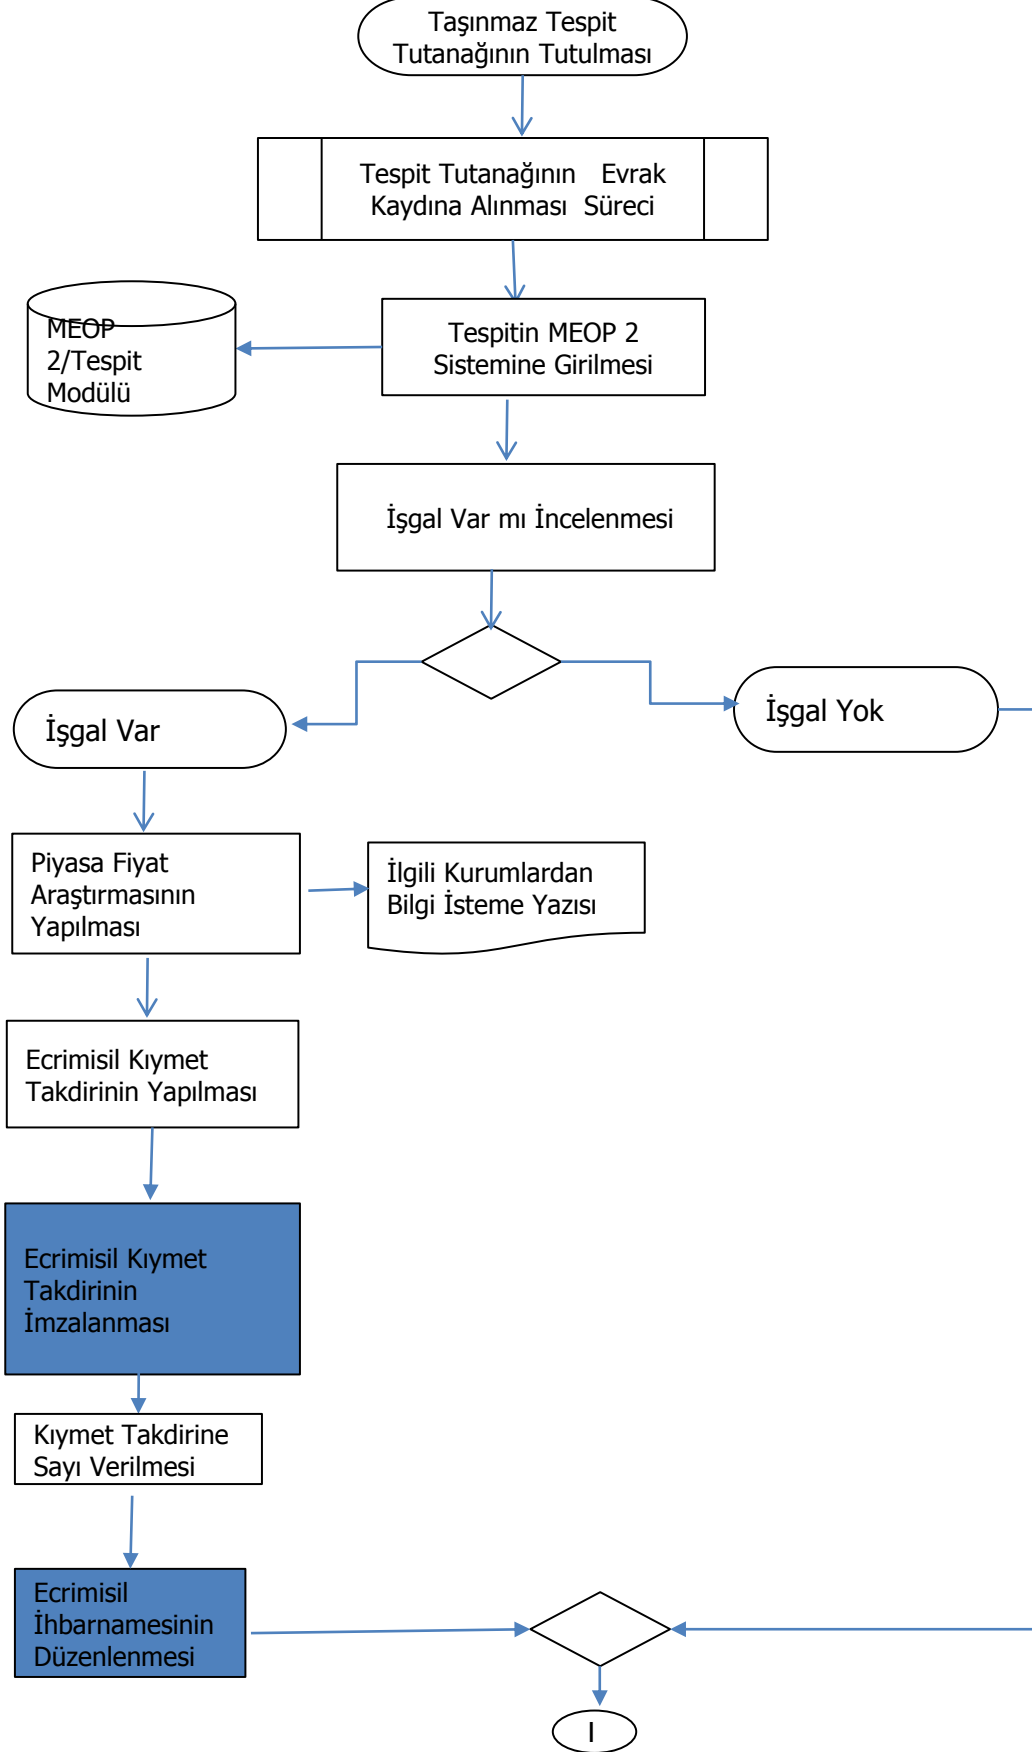 Taşınmaz Tespit
Tutanağının Tutulması
Tespit Tutanağının Evrak
Kaydına Alınması Süreci
MEOP
2/Tespit
Modülü
Tespitin MEOP 2
Sistemine Girilmesi
İşgal Var mı İncelenmesi
İşgal Var
İşgal Yok
Piyasa Fiyat
Araştırmasının
Yapılması
İlgili Kurumlardan
Bilgi İsteme Yazısı
Ecrimisil Kıymet
Takdirinin Yapılması
Ecrimisil Kıymet
Takdirinin
İmzalanması
Kıymet Takdirine
Sayı Verilmesi
Ecrimisil
İhbarnamesinin
Düzenlenmesi
I